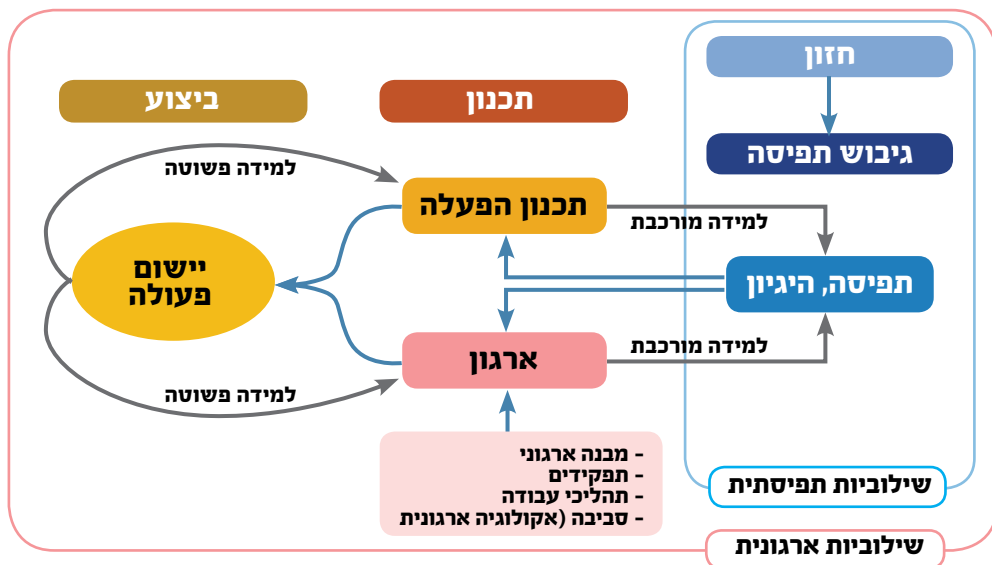 חזון
גיבוש תפיסה
תכנון
ביצוע
למידה פשוטה
תכנון הפעלה
למידה מורכבת
תפיסה, היגיון
יישום
פעולה
ארגון
למידה מורכבת
למידה פשוטה
- מבנה ארגוני
- תפקידים
- תהליכי עבודה
- סביבה (אקולוגיה ארגונית
שילוביות תפיסתית
שילוביות ארגונית